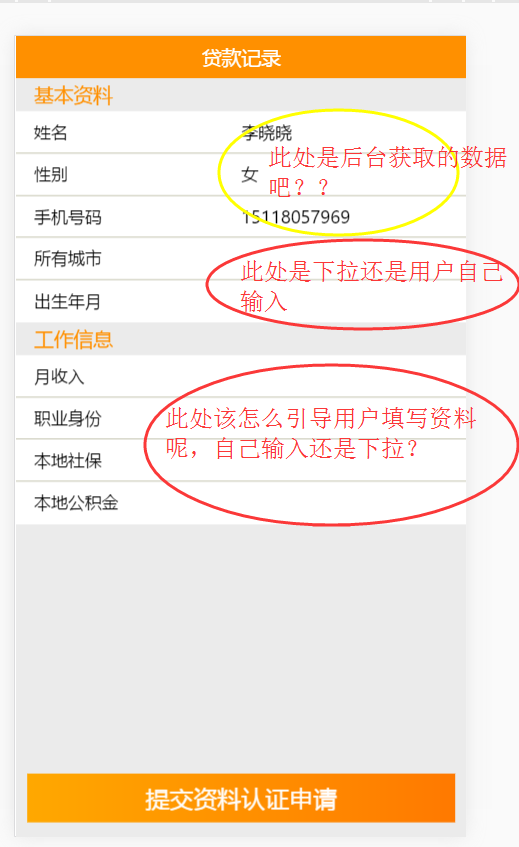 贷款记录
基本资料
姓名 李晓晓
此处是后台获取的数据
性别 女 吧？？
手机号码 15118057969
所有城市
此处是下拉还是用户自己
出生年月 输入
工作信息
月收入
职业身份 此处该怎么引导用户填写资料
呢，自己输入还是下拉？
本地社保
本地公积金
提交资料认证申请